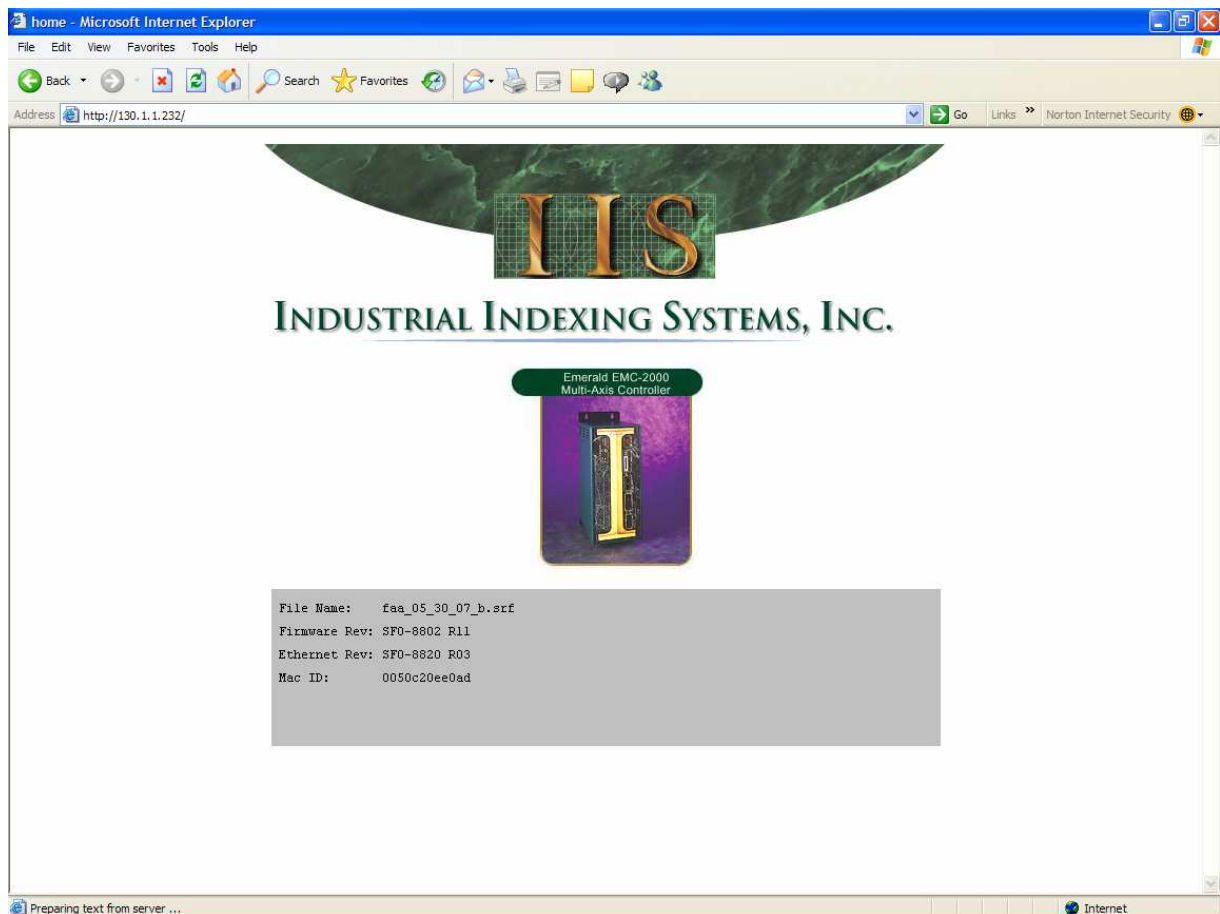 home - Microsoft Internet Explorer
File Edit View Favorites Tools Help
Back Search Favorites
Address http://130.1.1.232/ Go Links » Norton Internet Security
IIS
INDUSTRIAL INDEXING SYSTEMS, INC.
Emerald EMC-2000
Multi-Axis Controller
File Name: faa_05_30_07_b.srf
Firmware Rev: SF0-8802 R11
Ethernet Rev: SF0-8820 R03
Mac ID: 0050c20ee0ad
Preparing text from server ... Internet